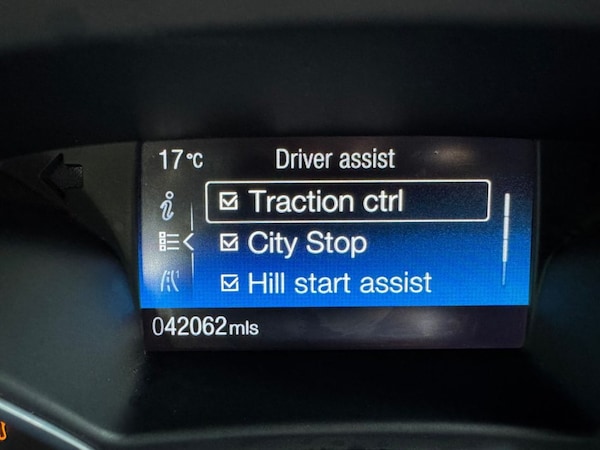 17°C Driver assist
Traction ctrl
City Stop
Hill start assist
042062mls